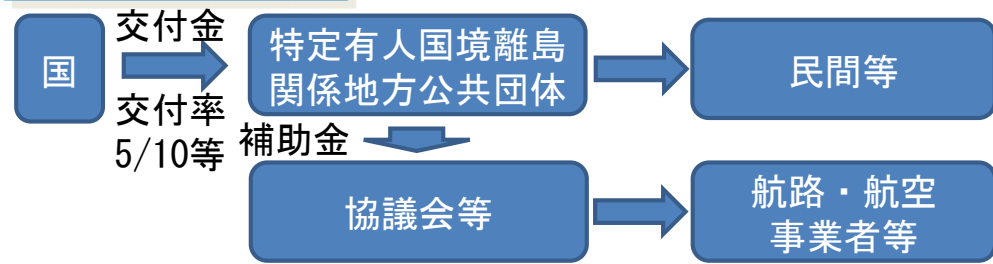 国
交付金
交付率
5/10等
特定有人国境離島
関係地方公共団体
民間等
補助金
協議会等
航路・航空
事業者等